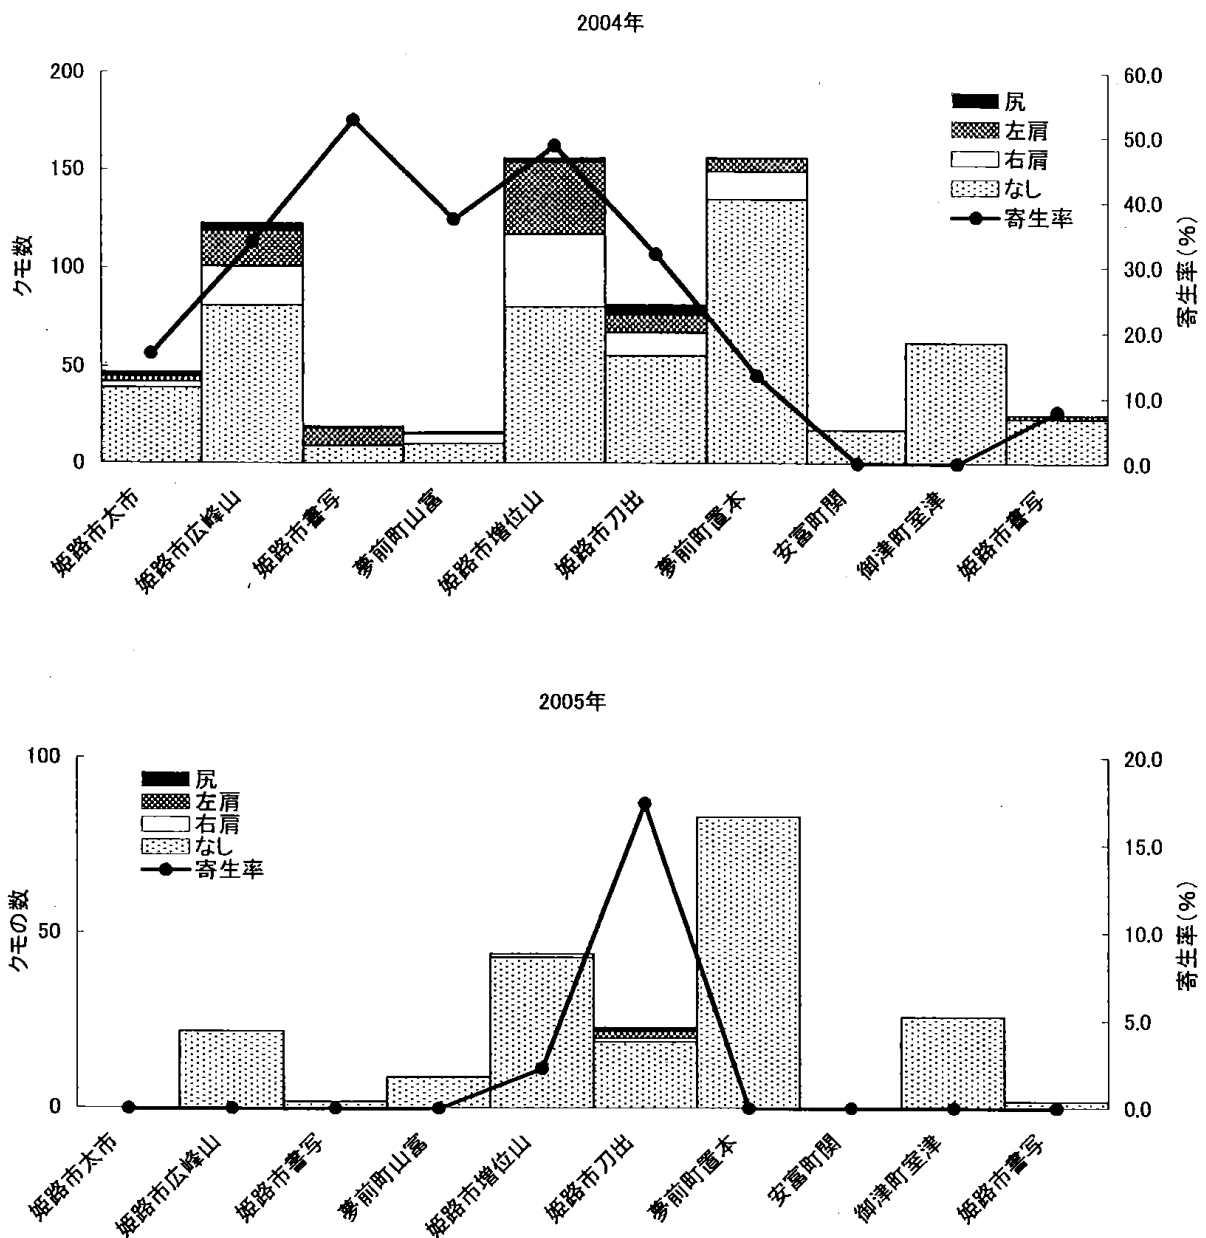 2004年
200
150
100
50
0
クモ数
60.0
50.0
40.0
30.0
20.0
10.0
0.0
寄生率(%)
尻
左肩
右肩
なし
寄生率
姫路市太市
姫路市広峰山
姫路市書写
夢前町山富
姫路市増位山
姫路市刀出
夢前町置本
安富町関
御津町室津
姫路市書写
2005年
100
50
0
クモの数
20.0
15.0
10.0
5.0
0.0
寄生率(%)
尻
左肩
右肩
なし
寄生率
姫路市太市
姫路市広峰山
姫路市書写
夢前町山富
姫路市増位山
姫路市刀出
夢前町置本
安富町関
御津町室津
姫路市書写